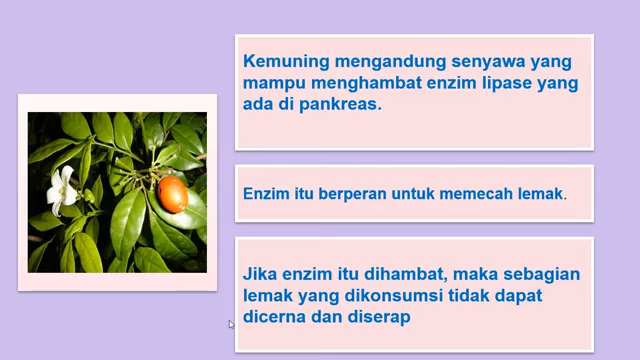 Kemuning mengandung senyawa yang
mampu menghambat enzim lipase yang
ada di pankreas.
Enzim itu berperan untuk memecah lemak.
Jika enzim itu dihambat, maka sebagian
lemak yang dikonsumsi tidak dapat
dicerna dan diserap